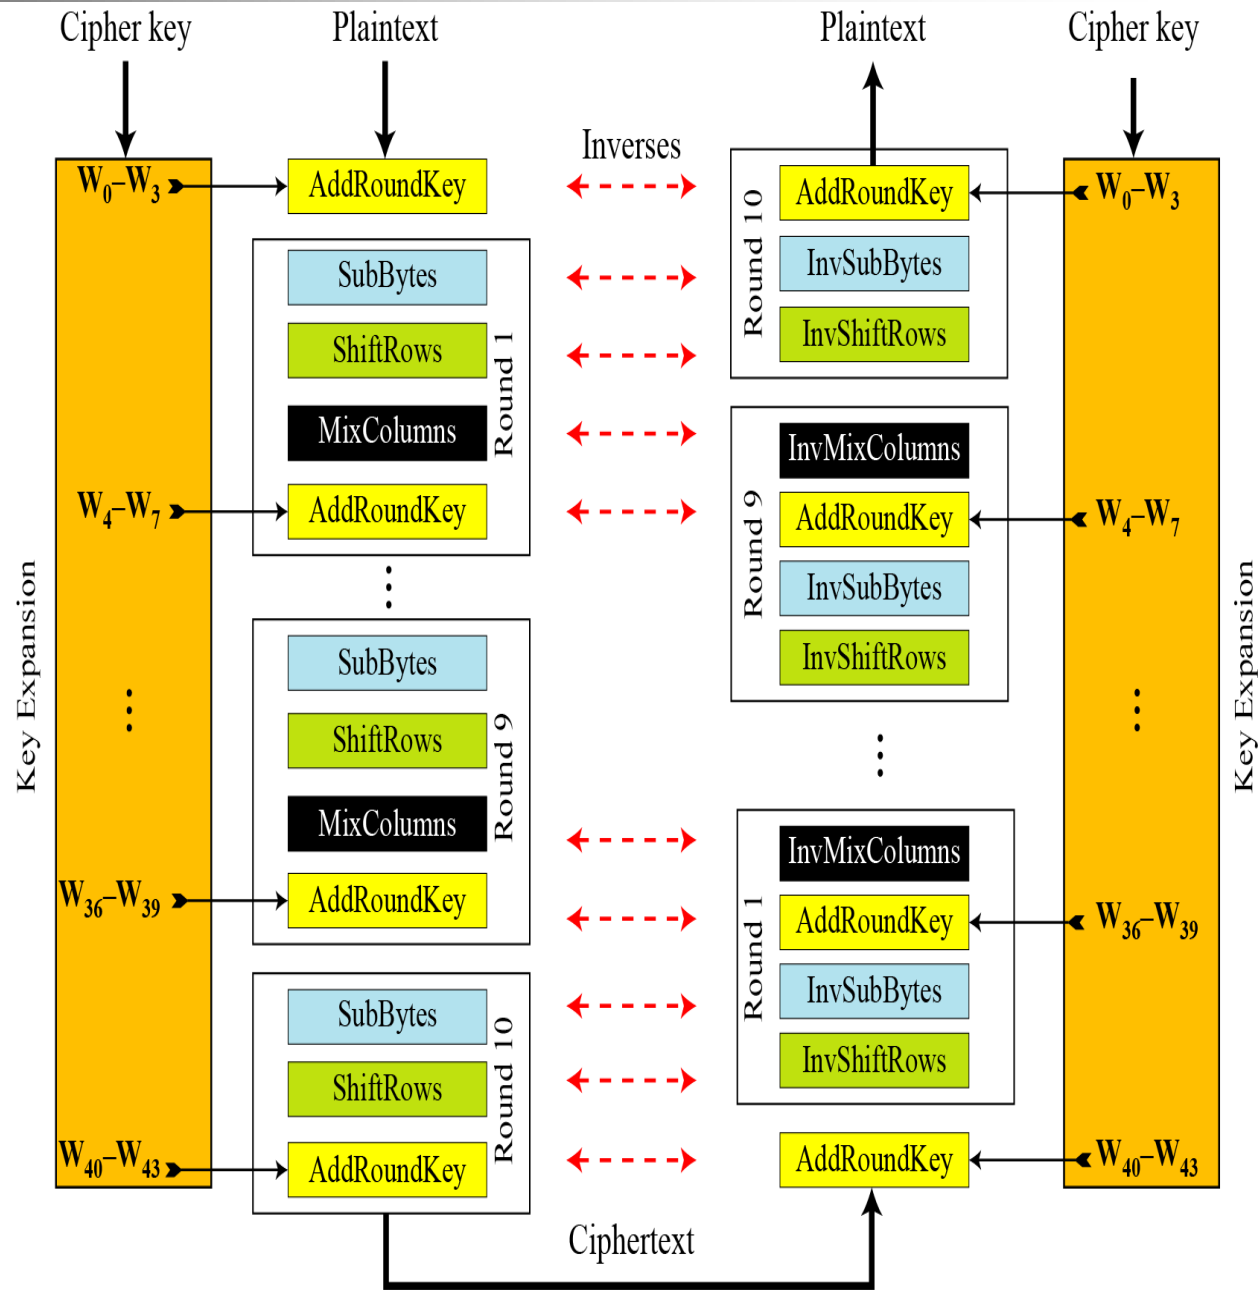 Cipher key
Plaintext
Plaintext
Cipher key
Inverses
W0–W3
AddRoundKey
AddRoundKey
W0–W3
SubBytes
ShiftRows
MixColumns
W4–W7
AddRoundKey
Round 1
InvSubBytes
InvShiftRows
Round 10
InvMixColumns
AddRoundKey
W4–W7
InvSubBytes
InvShiftRows
Round 9
⋮
⋮
Key Expansion
⋮
SubBytes
ShiftRows
MixColumns
W36–W39
AddRoundKey
Round 9
⋮
Key Expansion
InvMixColumns
AddRoundKey
W36–W39
InvSubBytes
InvShiftRows
Round 1
SubBytes
ShiftRows
W40–W43
AddRoundKey
Round 10
AddRoundKey
W40–W43
Ciphertext